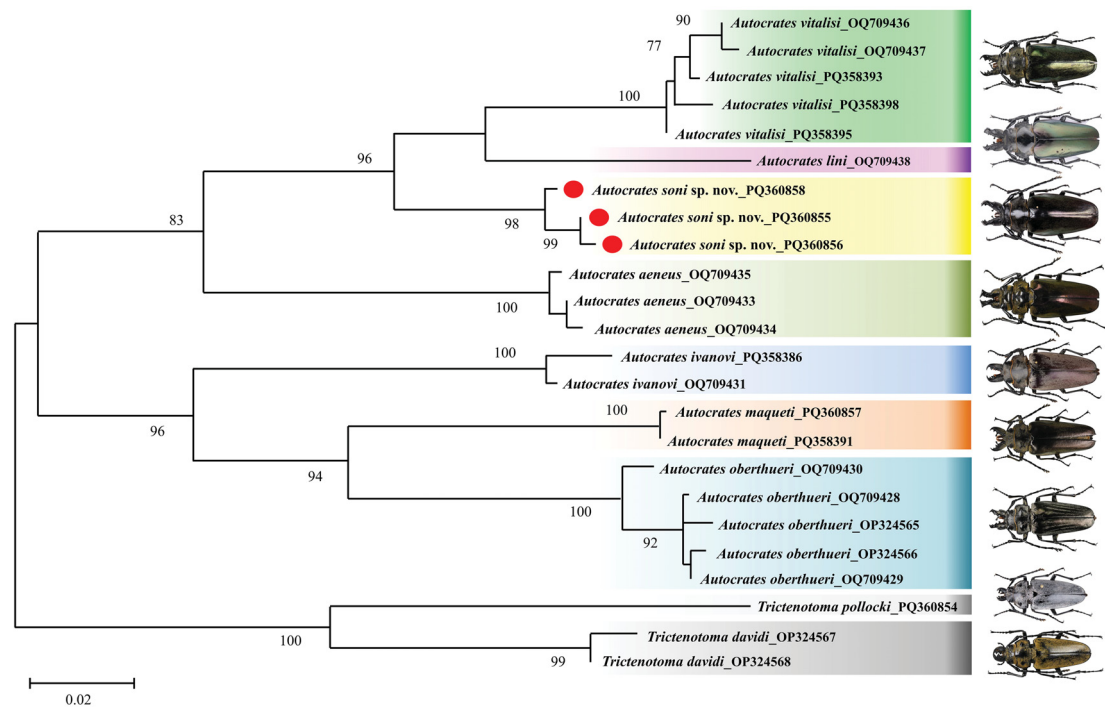 90
Autocrates vitalisi_OQ709436
77
Autocrates vitalisi_OQ709437
Autocrates vitalisi_PQ358393
100
Autocrates vitalisi_PQ358398
Autocrates vitalisi_PQ358395
96
Autocrates lini_OQ709438
Autocrates soni sp. nov._PQ360858
83
98
Autocrates soni sp. nov._PQ360855
99
Autocrates soni sp. nov._PQ360856
Autocrates aeneus_OQ709435
100
Autocrates aeneus_OQ709433
Autocrates aeneus_OQ709434
100
Autocrates ivanovi_PQ358386
Autocrates ivanovi_OQ709431
96
100
Autocrates maqueti_PQ360857
Autocrates maqueti_PQ358391
94
Autocrates oberthueri_OQ709430
100
Autocrates oberthueri_OQ709428
92
Autocrates oberthueri_OP324565
Autocrates oberthueri_OP324566
Autocrates oberthueri_OQ709429
Trictenotoma pollocki_PQ360854
100
Trictenotoma davidi_OP324567
99
Trictenotoma davidi_OP324568
0.02